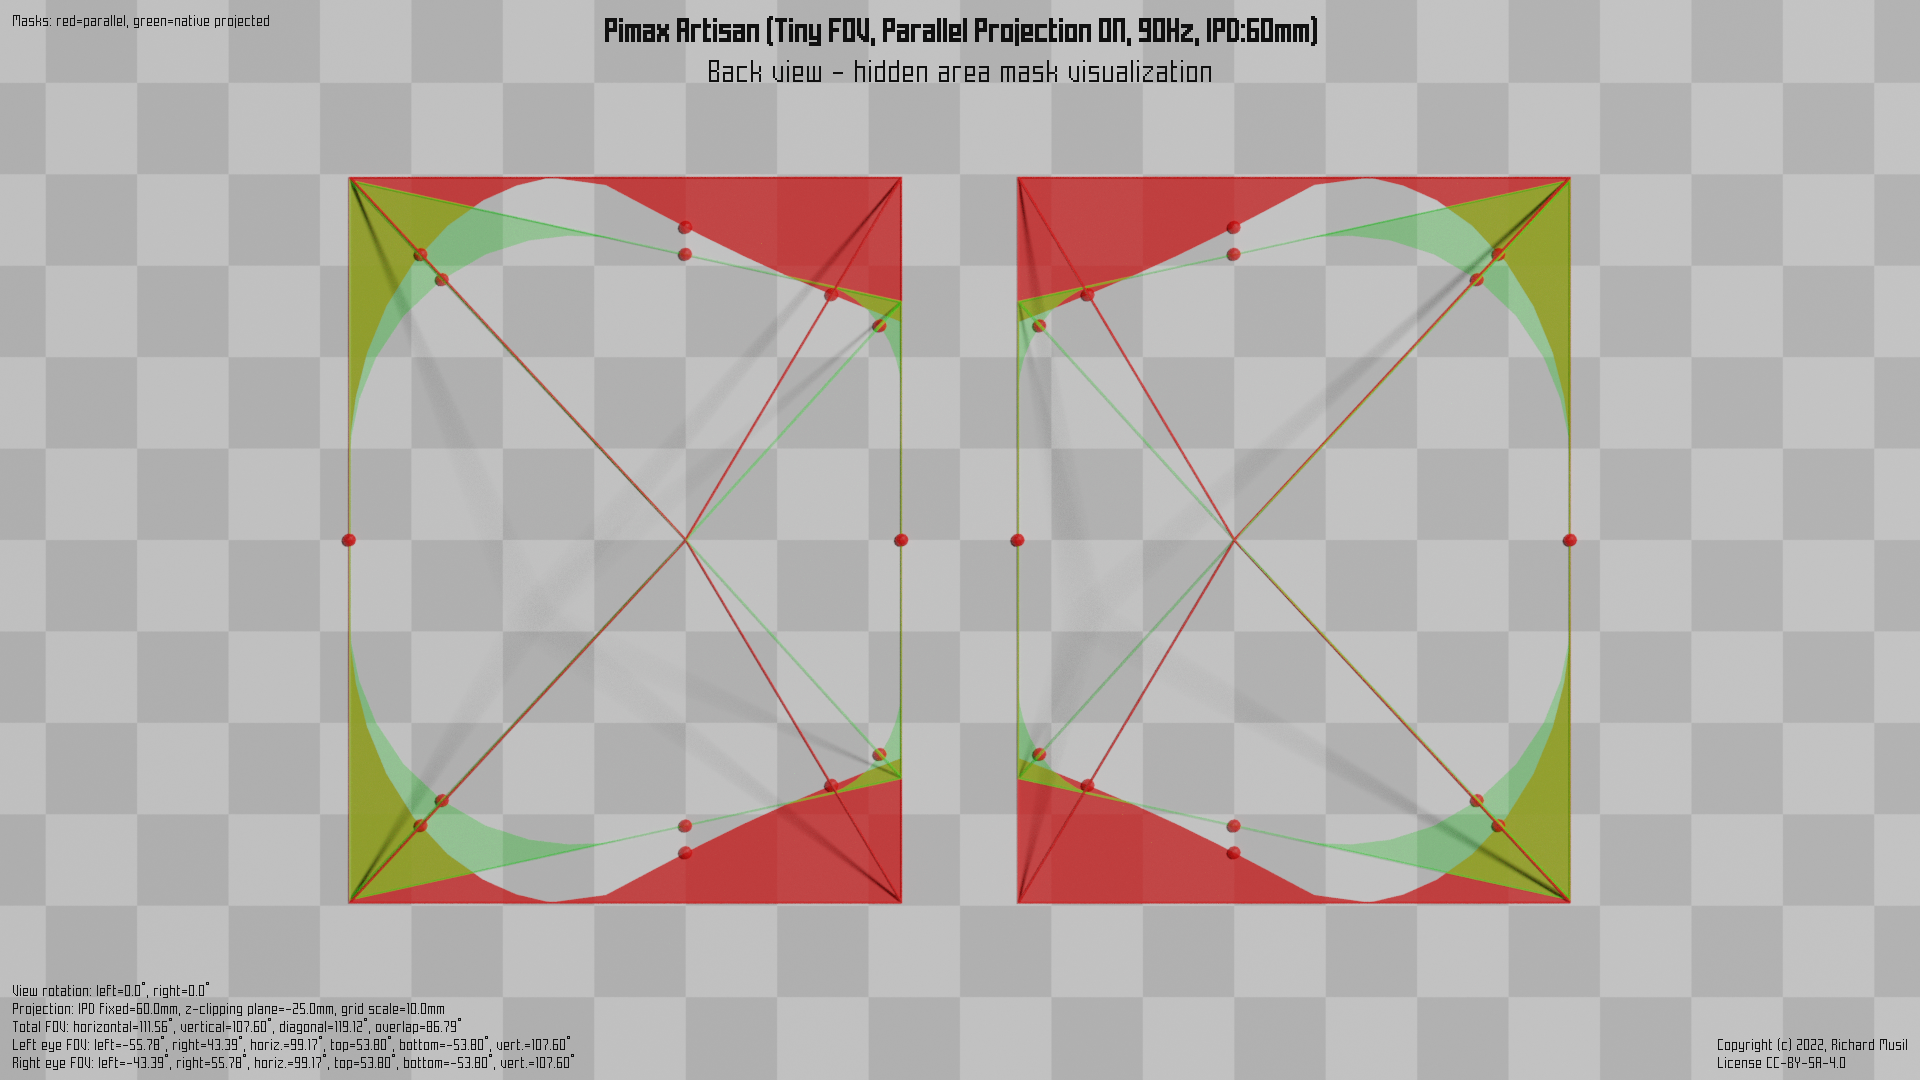 Masks: red=parallel, green=native projected
Pimax Artisan (Tiny FOV, Parallel Projection ON, 90Hz, IPD:60mm)
Back view - hidden area mask visualization
View rotation: left=0.0°, right=0.0°
Projection: IPD fixed=60.0mm, z-clipping plane=-25.0mm, grid scale=10.0mm
Total FOV: horizontal=111.56°, vertical=107.60°, diagonal=119.12°, overlap=86.79°
Left eye FOV: left=-55.78°, right=43.39°, horiz.=99.17°, top=53.80°, bottom=-53.80°, vert.=107.60°
Right eye FOV: left=-43.39°, right=55.78°, horiz.=99.17°, top=53.80°, bottom=-53.80°, vert.=107.60°
Copyright (c) 2022, Richard Musil
License CC-BY-SA-4.0